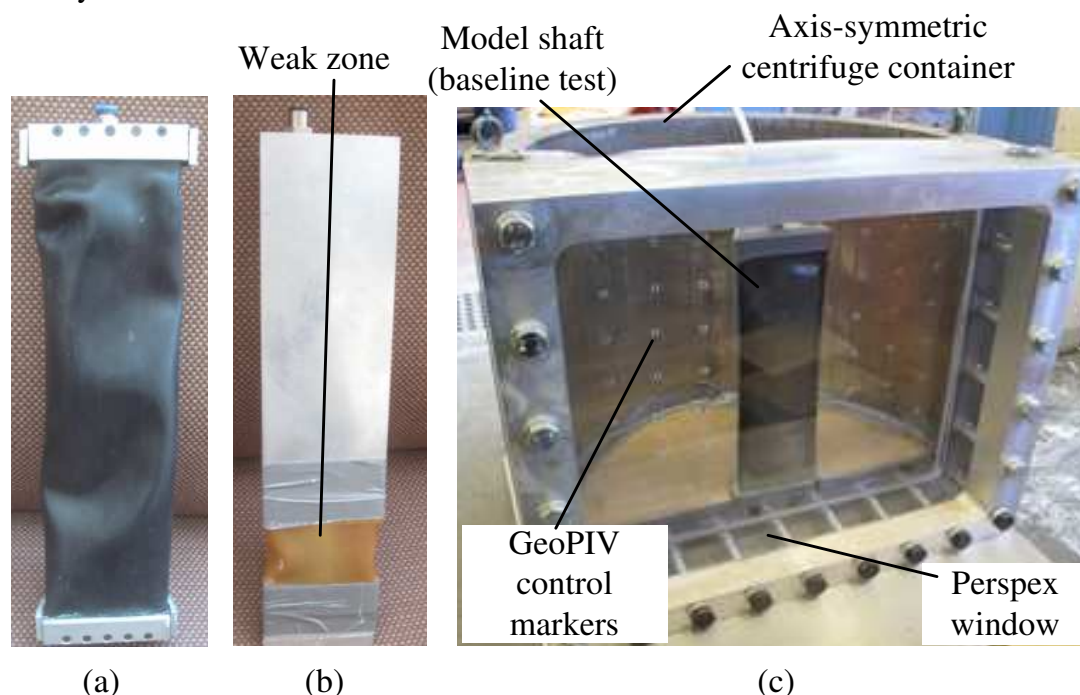 Weak zone
Model shaft
(baseline test)
Axis-symmetric
centrifuge container
GeoPIV
control
markers
Perspex
window
(a)
(b)
(c)